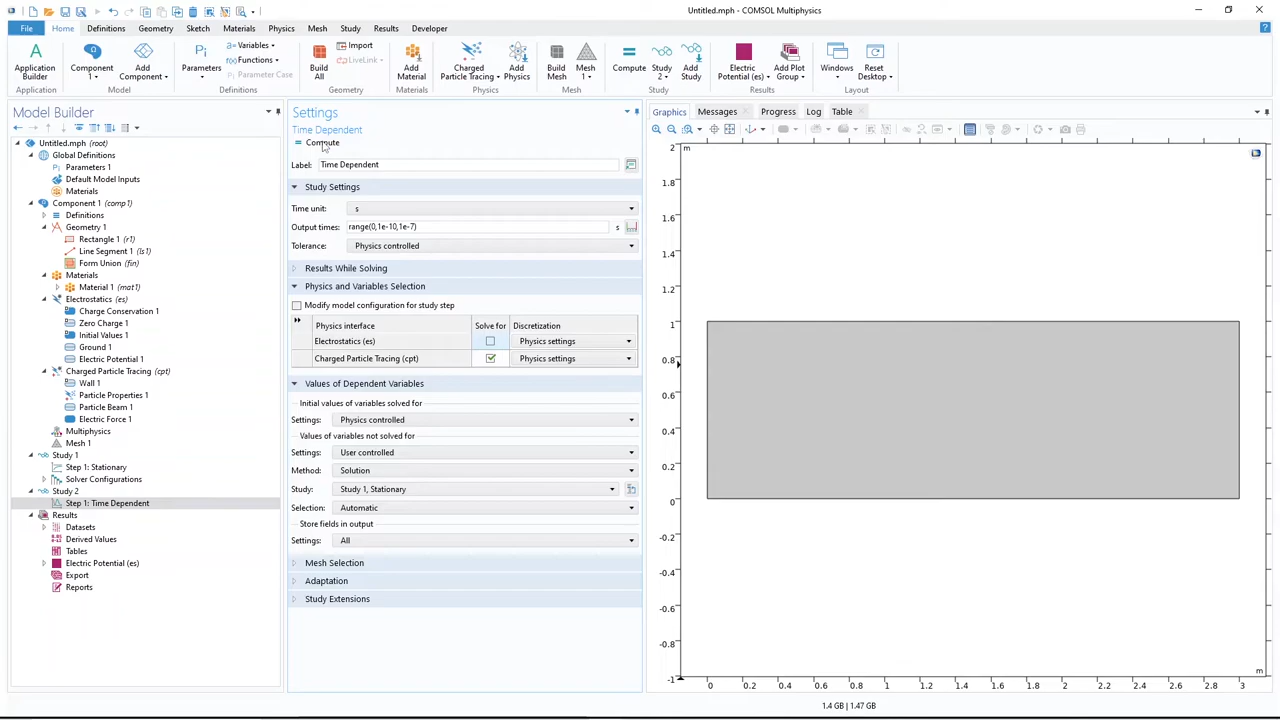 Untitled.mph - COMSOL Multiphysics
File Home Definitions Geometry Sketch Materials Physics Mesh Study Results Developer
Application Builder
Component 1
Add Component
Parameters
Variables
Functions
Parameter Case
Build All
Import
LiveLink
Add Material
Charged Particle Tracing
Add Physics
Build Mesh
Mesh 1
Compute
Study 2
Add Study
Electric Potential (es)
Add Plot Group
Windows
Reset Desktop
Application Model Definitions Geometry Materials Physics Mesh Study Results Layout
Model Builder
Untitled.mph (root)
Global Definitions
Parameters 1
Default Model Inputs
Materials
Component 1 (comp1)
Definitions
Geometry 1
Rectangle 1 (r1)
Line Segment 1 (ls1)
Form Union (fin)
Materials
Material 1 (mat1)
Electrostatics (es)
Charge Conservation 1
Zero Charge 1
Initial Values 1
Ground 1
Electric Potential 1
Charged Particle Tracing (cpt)
Wall 1
Particle Properties 1
Particle Beam 1
Electric Force 1
Multiphysics
Mesh 1
Study 1
Step 1: Stationary
Solver Configurations
Study 2
Step 1: Time Dependent
Results
Datasets
Derived Values
Tables
Electric Potential (es)
Export
Reports
Settings
Time Dependent
Compute
Label: Time Dependent
Study Settings
Time unit: s
Output times: range(0,1e-10,1e-7) s
Tolerance: Physics controlled
Results While Solving
Physics and Variables Selection
Modify model configuration for study step
Physics interface Solve for Discretization
Electrostatics (es) Physics settings
Charged Particle Tracing (cpt) Physics settings
Values of Dependent Variables
Initial values of variables solved for
Settings: Physics controlled
Values of variables not solved for
Settings: User controlled
Method: Solution
Study: Study 1, Stationary
Selection: Automatic
Store fields in output
Settings: All
Mesh Selection
Adaptation
Study Extensions
Graphics Messages Progress Log Table
2 m
1.8
1.6
1.4
1.2
1
0.8
0.6
0.4
0.2
0
-0.2
-0.4
-0.6
-0.8
-1
m
0 0.2 0.4 0.6 0.8 1 1.2 1.4 1.6 1.8 2 2.2 2.4 2.6 2.8 3
1.4 GB | 1.47 GB